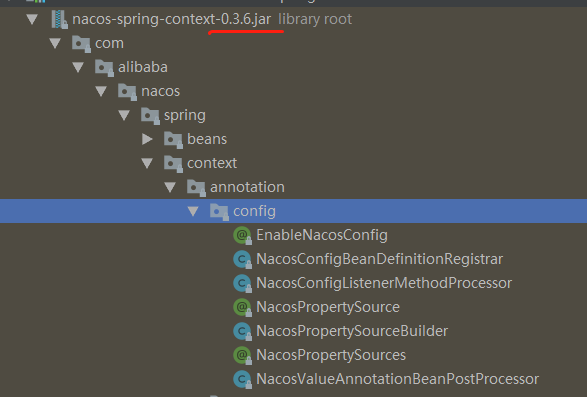 nacos-spring-context-0.3.6.jar library root
com
alibaba
nacos
spring
beans
context
annotation
config
@ EnableNacosConfig
C NacosConfigBeanDefinitionRegistrar
C NacosConfigListenerMethodProcessor
@ NacosPropertySource
C NacosPropertySourceBuilder
@ NacosPropertySources
C NacosValueAnnotationBeanPostProcessor